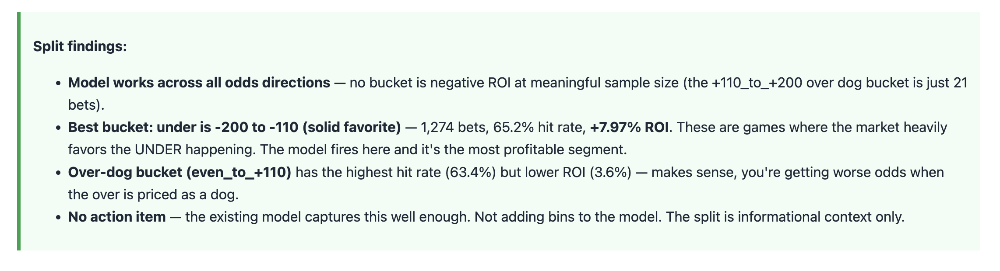 Split findings:
• Model works across all odds directions — no bucket is negative ROI at meaningful sample size (the +110_to_+200 over dog bucket is just 21
bets).
• Best bucket: under is -200 to -110 (solid favorite) — 1,274 bets, 65.2% hit rate, +7.97% ROI. These are games where the market heavily
favors the UNDER happening. The model fires here and it's the most profitable segment.
• Over-dog bucket (even_to_+110) has the highest hit rate (63.4%) but lower ROI (3.6%) — makes sense, you're getting worse odds when
the over is priced as a dog.
• No action item — the existing model captures this well enough. Not adding bins to the model. The split is informational context only.